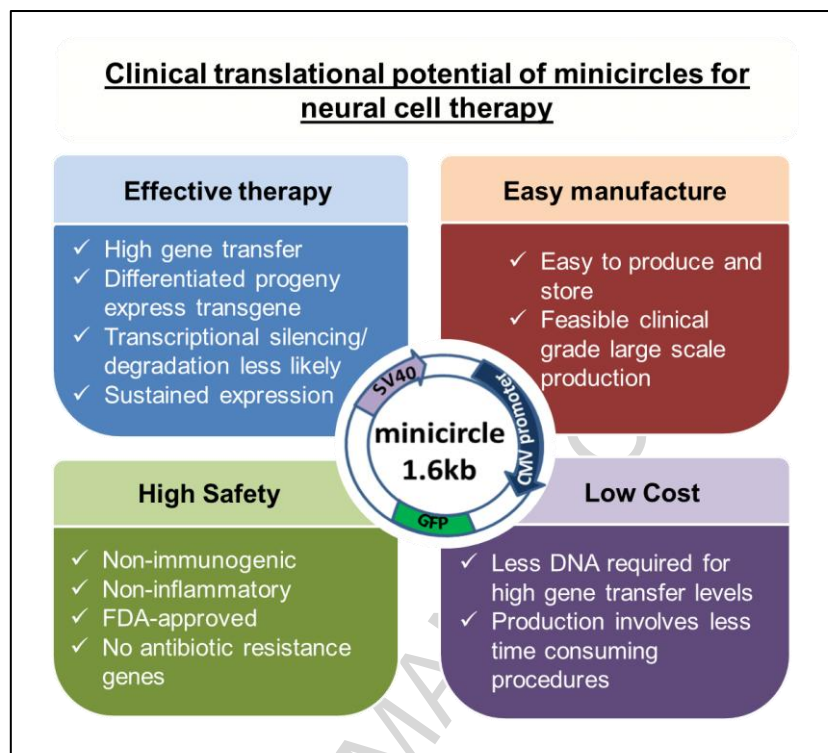 Clinical translational potential of minicircles for
neural cell therapy
Effective therapy
✓ High gene transfer
✓ Differentiated progeny
express transgene
✓ Transcriptional silencing/
degradation less likely
✓ Sustained expression
Easy manufacture
✓ Easy to produce and
store
✓ Feasible clinical
grade large scale
production
SV40
CMV promoter
minicircle
1.6kb
GFP
High Safety
✓ Non-immunogenic
✓ Non-inflammatory
✓ FDA-approved
✓ No antibiotic resistance
genes
Low Cost
✓ Less DNA required for
high gene transfer levels
✓ Production involves less
time consuming
procedures